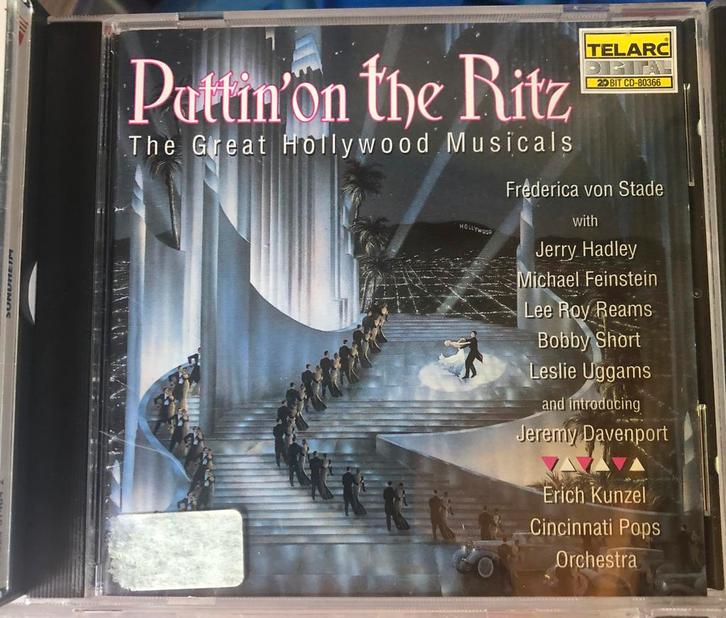 Puttin' on the Ritz
The Great Hollywood Musicals
TELARC
DIGITAL
20 BIT CD-80366
Frederica von Stade
with
Jerry Hadley
Michael Feinstein
Lee Roy Reams
Bobby Short
Leslie Uggams
and introducing
Jeremy Davenport
Erich Kunzel
Cincinnati Pops
Orchestra
HOLLYWOOD
SONDHEIM